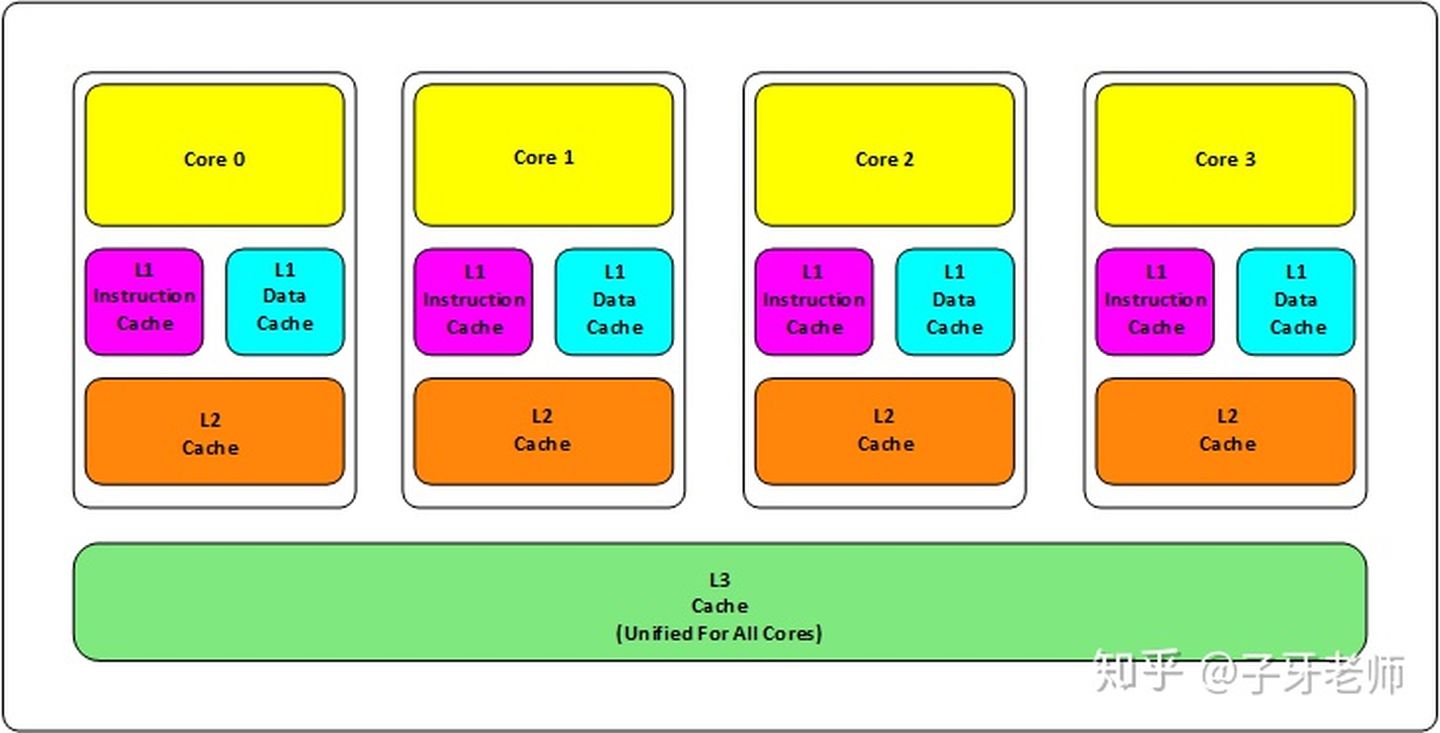 Core 0
Core 1
Core 2
Core 3
L1
Instruction
Cache
L1
Data
Cache
L1
Instruction
Cache
L1
Data
Cache
L1
Instruction
Cache
L1
Data
Cache
L1
Instruction
Cache
L1
Data
Cache
L2
Cache
L2
Cache
L2
Cache
L2
Cache
L3
Cache
(Unified For All Cores)
知乎 @子牙老师